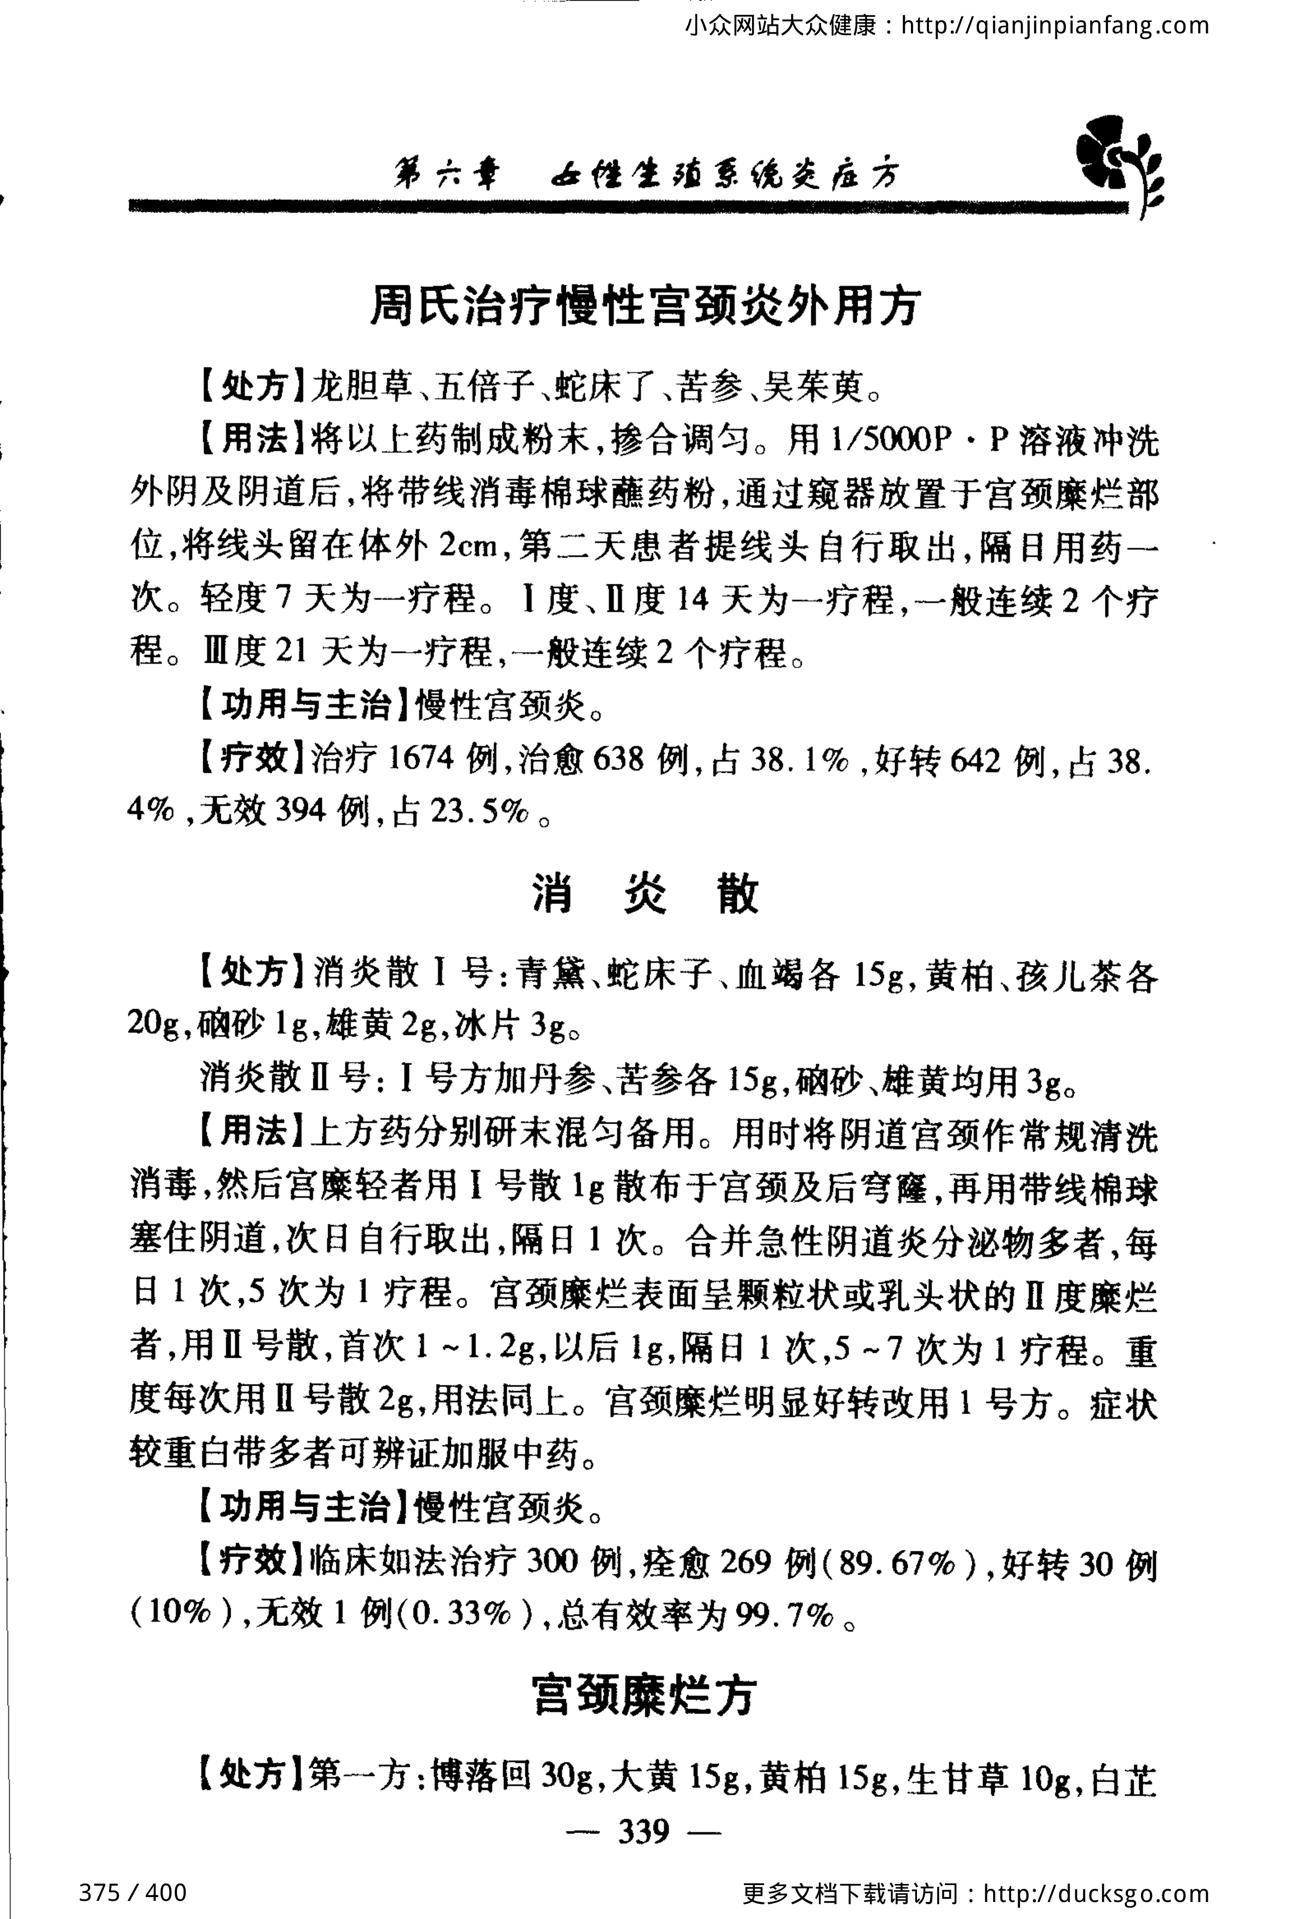 小众网站大众健康：http://qianjinpianfang.com
第六章 女性生殖系统炎症方
周氏治疗慢性宫颈炎外用方
【处方】龙胆草、五倍子、蛇床了、苦参、吴茱萸。
【用法】将以上药制成粉末,掺合调匀。用1/5000P·P溶液冲洗
外阴及阴道后,将带线消毒棉球蘸药粉,通过窥器放置于宫颈糜烂部
位,将线头留在体外2cm,第二天患者提线头自行取出,隔日用药一
次。轻度7天为一疗程。Ⅰ度、Ⅱ度14天为一疗程,一般连续2个疗
程。Ⅲ度21天为一疗程,一般连续2个疗程。
【功用与主治】慢性宫颈炎。
【疗效】治疗1674例,治愈638例,占38.1%,好转642例,占38.
4%,无效394例,占23.5%。
消 炎 散
【处方】消炎散Ⅰ号:青黛、蛇床子、血竭各15g,黄柏、孩儿茶各
20g,硇砂1g,雄黄2g,冰片3g。
消炎散Ⅱ号:Ⅰ号方加丹参、苦参各15g,硇砂、雄黄均用3g。
【用法】上方药分别研末混匀备用。用时将阴道宫颈作常规清洗
消毒,然后宫糜轻者用Ⅰ号散1g散布于宫颈及后穹窿,再用带线棉球
塞住阴道,次日自行取出,隔日1次。合并急性阴道炎分泌物多者,每
日1次,5次为1疗程。宫颈糜烂表面呈颗粒状或乳头状的Ⅱ度糜烂
者,用Ⅱ号散,首次1~1.2g,以后1g,隔日1次,5~7次为1疗程。重
度每次用Ⅱ号散2g,用法同上。宫颈糜烂明显好转改用1号方。症状
较重白带多者可辨证加服中药。
【功用与主治】慢性宫颈炎。
【疗效】临床如法治疗300例,痊愈269例(89.67%),好转30例
(10%),无效1例(0.33%),总有效率为99.7%。
宫颈糜烂方
【处方】第一方:博落回30g,大黄15g,黄柏15g,生甘草10g,白芷
— 339 —
375 / 400
更多文档下载请访问：http://ducksgo.com